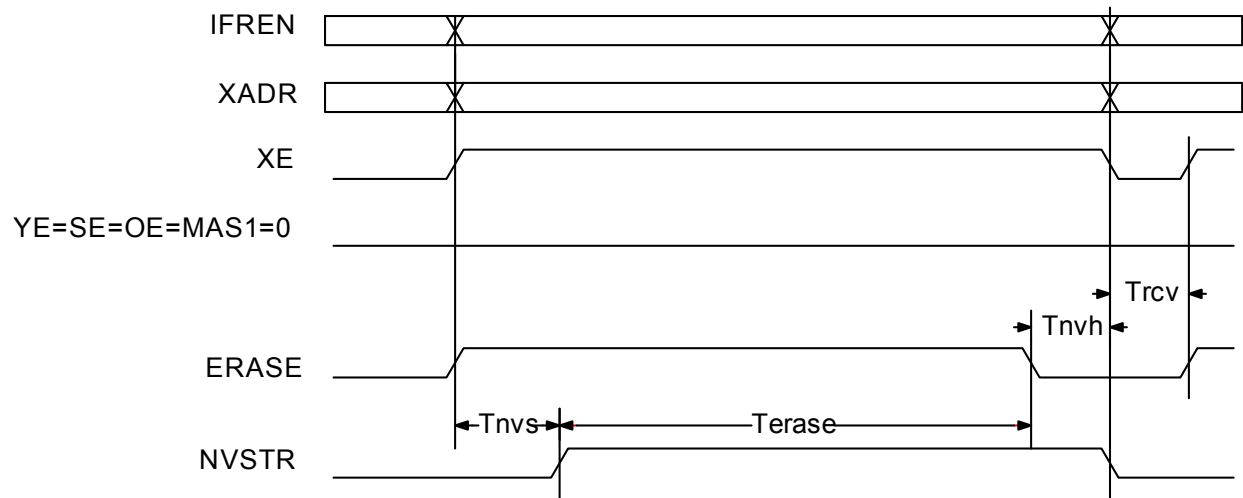 IFREN
XADR
XE
YE=SE=OE=MAS1=0
Trcv
Tnvh
ERASE
Tnvs
Terase
NVSTR